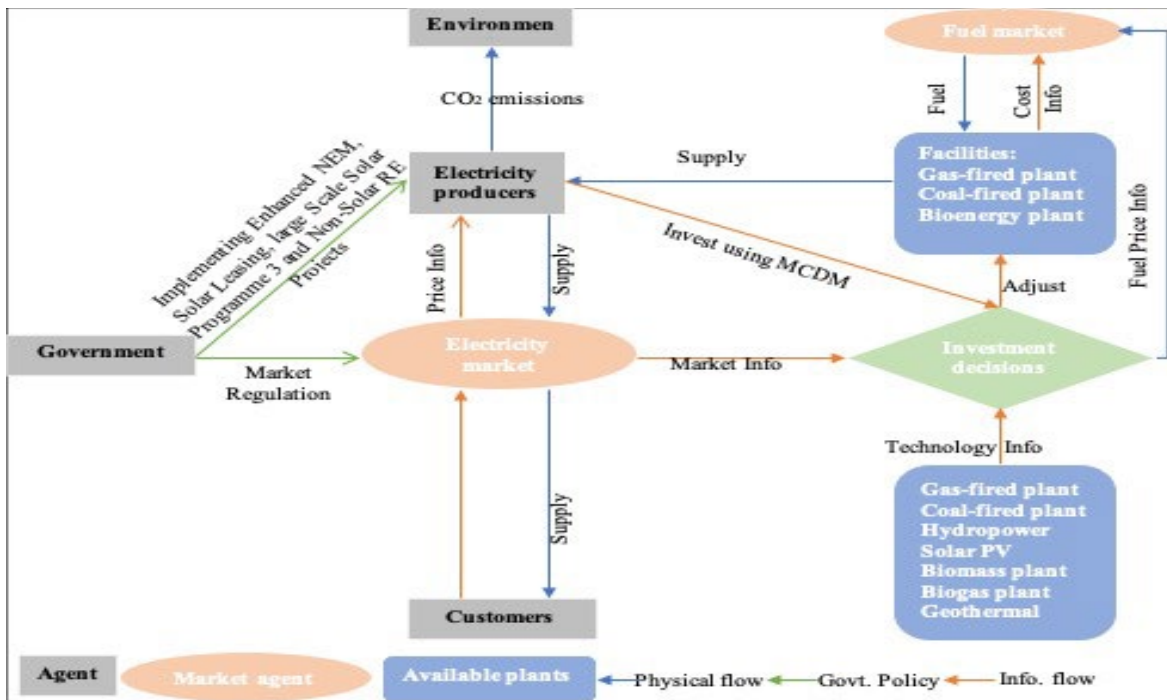 Environmen
Fuel market
CO₂ emissions
Fuel
Cost
Info
Implementing Enhanced NEM,
Solar Leasing, large Scale Solar
Programme 3 and Non-Solar RE
Projects
Electricity
producers
Supply
Facilities:
Gas-fired plant
Coal-fired plant
Bioenergy plant
Fuel Price Info
Invest using MCDM
Price Info
Supply
Adjust
Government
Market
Regulation
Electricity
market
Market Info
Investment
decisions
Technology Info
Supply
Gas-fired plant
Coal-fired plant
Hydropower
Solar PV
Biomass plant
Biogas plant
Geothermal
Customers
Agent
Market agent
Available plants
Physical flow
Govt. Policy
Info. flow